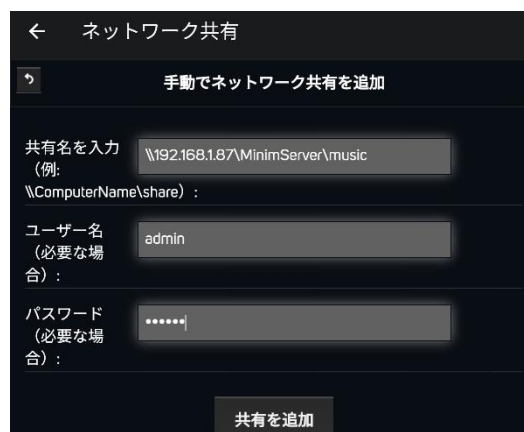 ← ネットワーク共有
手動でネットワーク共有を追加
共有名を入力
（例:
\\ComputerName\share）:
\\192.168.1.87\MinimServer\music
ユーザー名
（必要な場
合）:
admin
パスワード
（必要な場
合）:
••••••
共有を追加